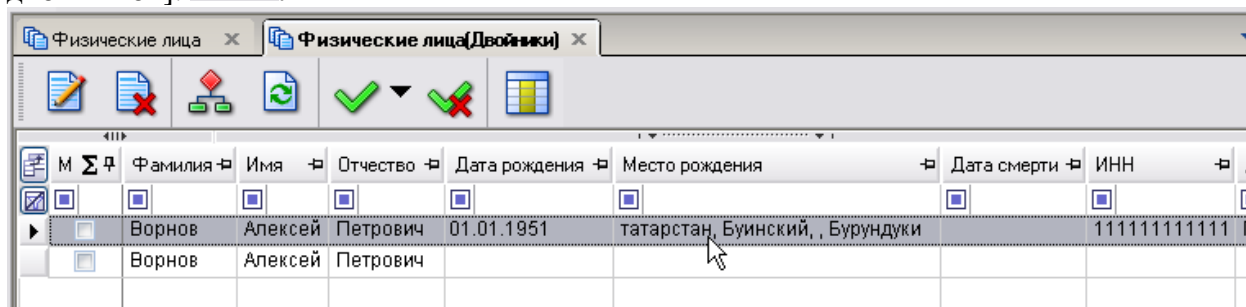 Физические лица
Физические лица(Двойники)
М Σ Фамилия Имя Отчество Дата рождения Место рождения Дата смерти ИНН
Ворнов Алексей Петрович 01.01.1951 татарстан, Буинский, , Бурундуки 111111111111
Ворнов Алексей Петрович